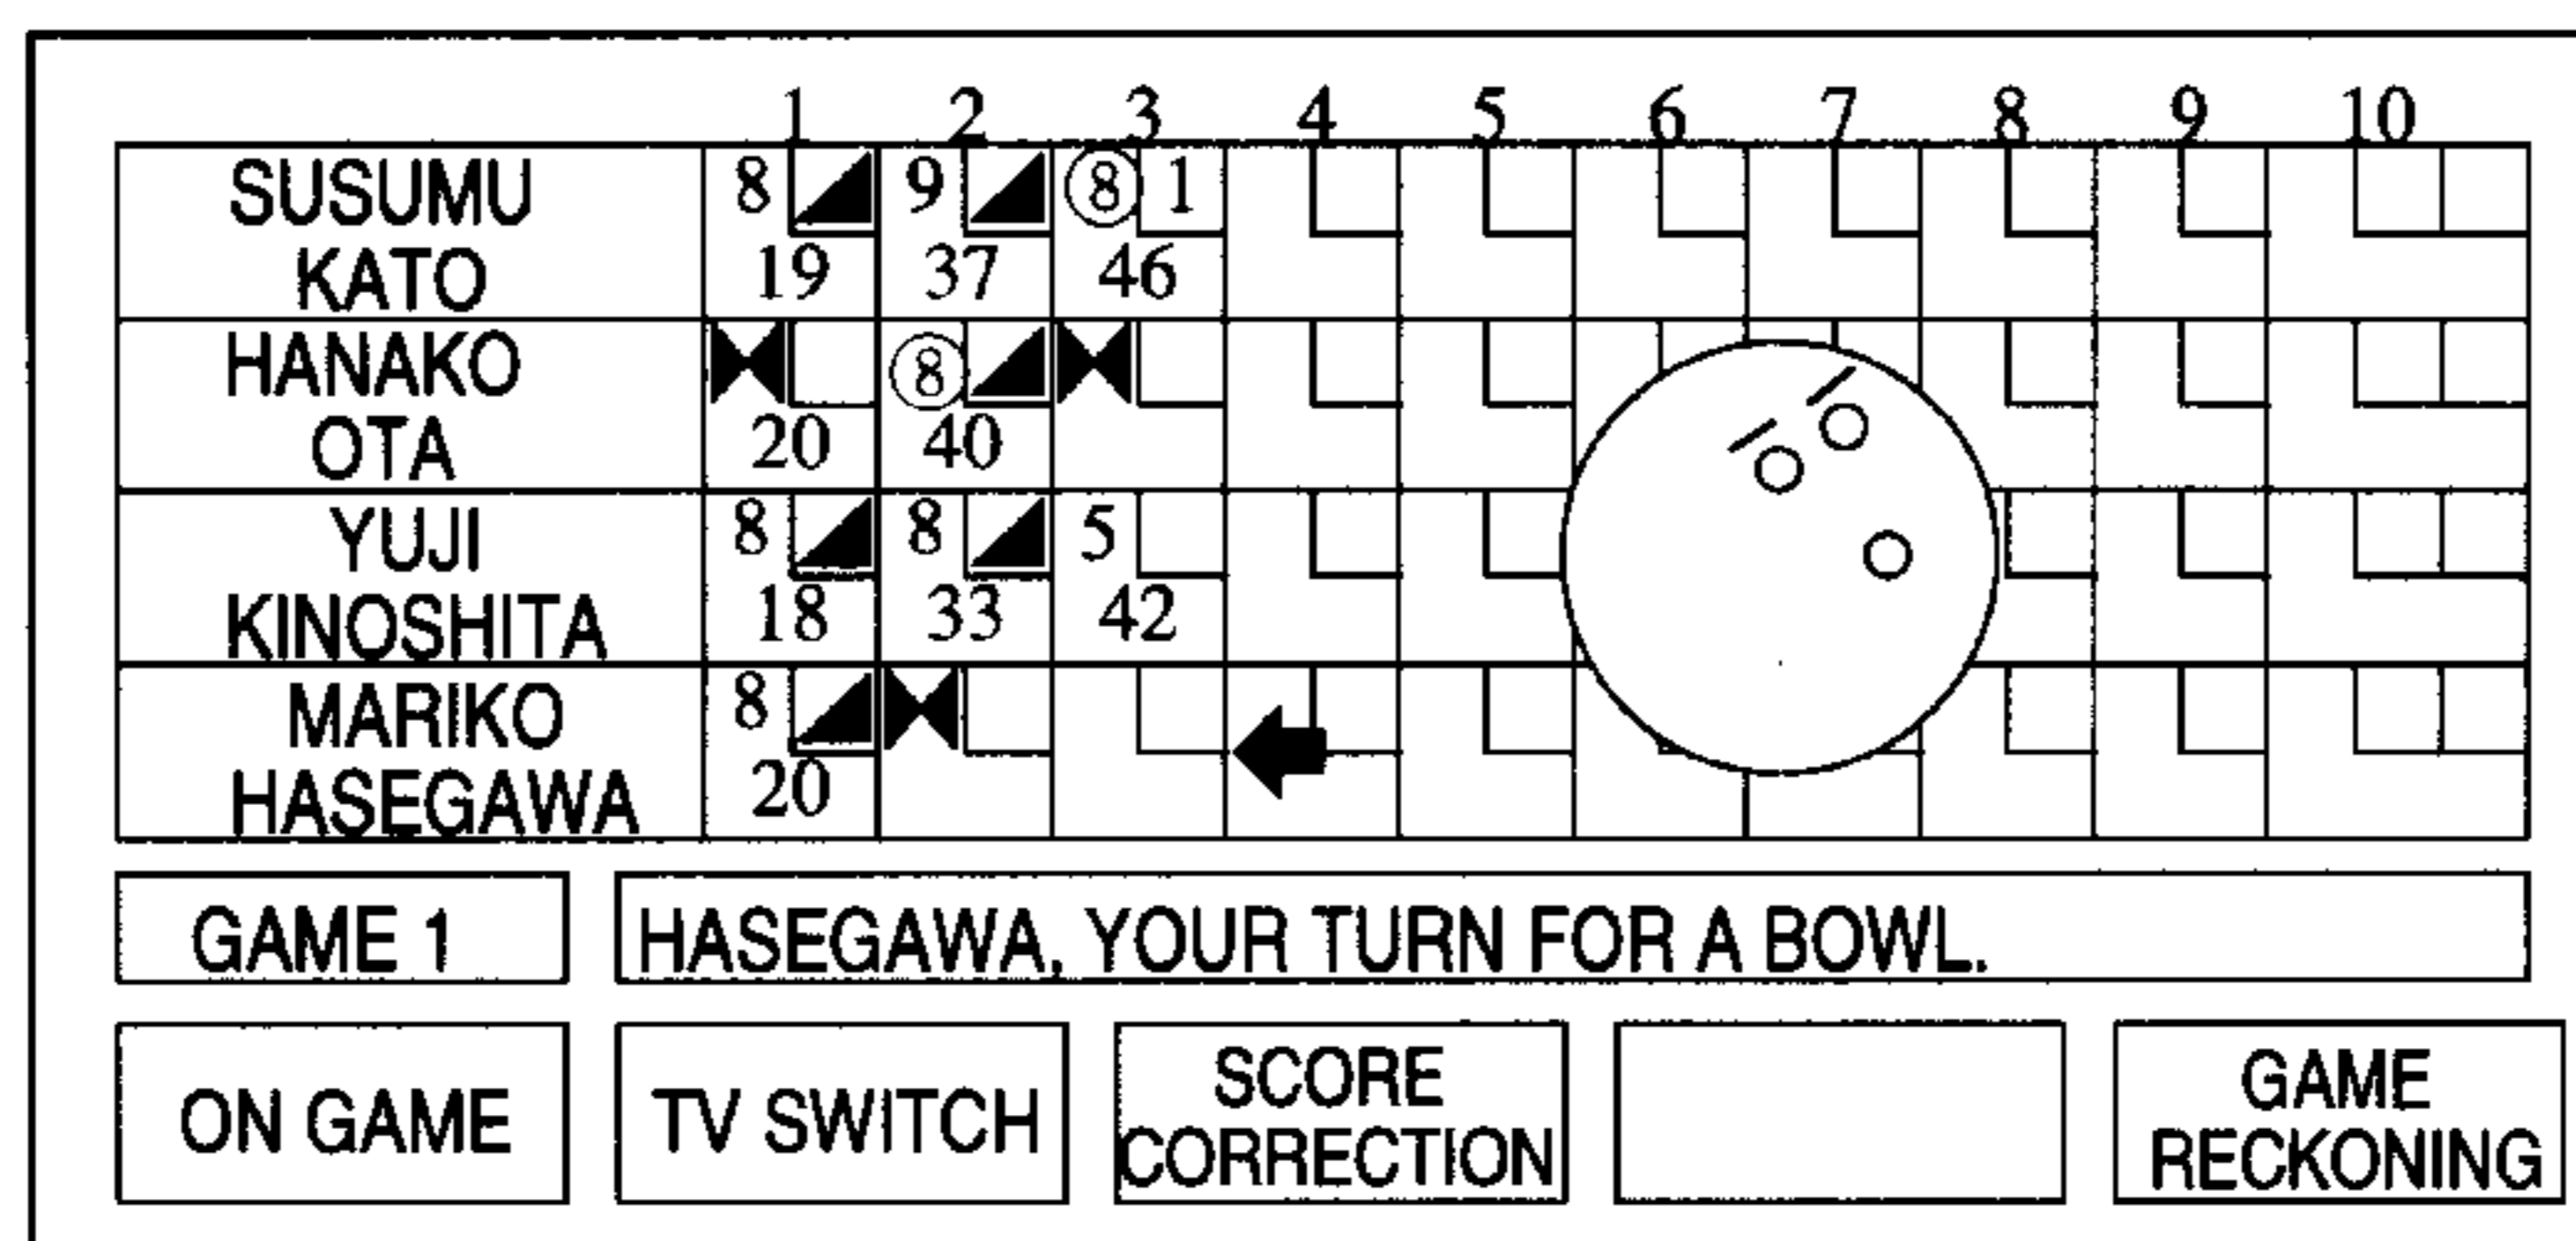 1 2 3 4 5 6 7 8 9 10
SUSUMU 8 9 8 1
KATO 19 37 46
HANAKO 8
OTA 20 40
YUJI 8 8 5
KINOSHITA 18 33 42
MARIKO 8
HASEGAWA 20
GAME 1 HASEGAWA, YOUR TURN FOR A BOWL.
ON GAME TV SWITCH SCORE
CORRECTION
GAME
RECKONING